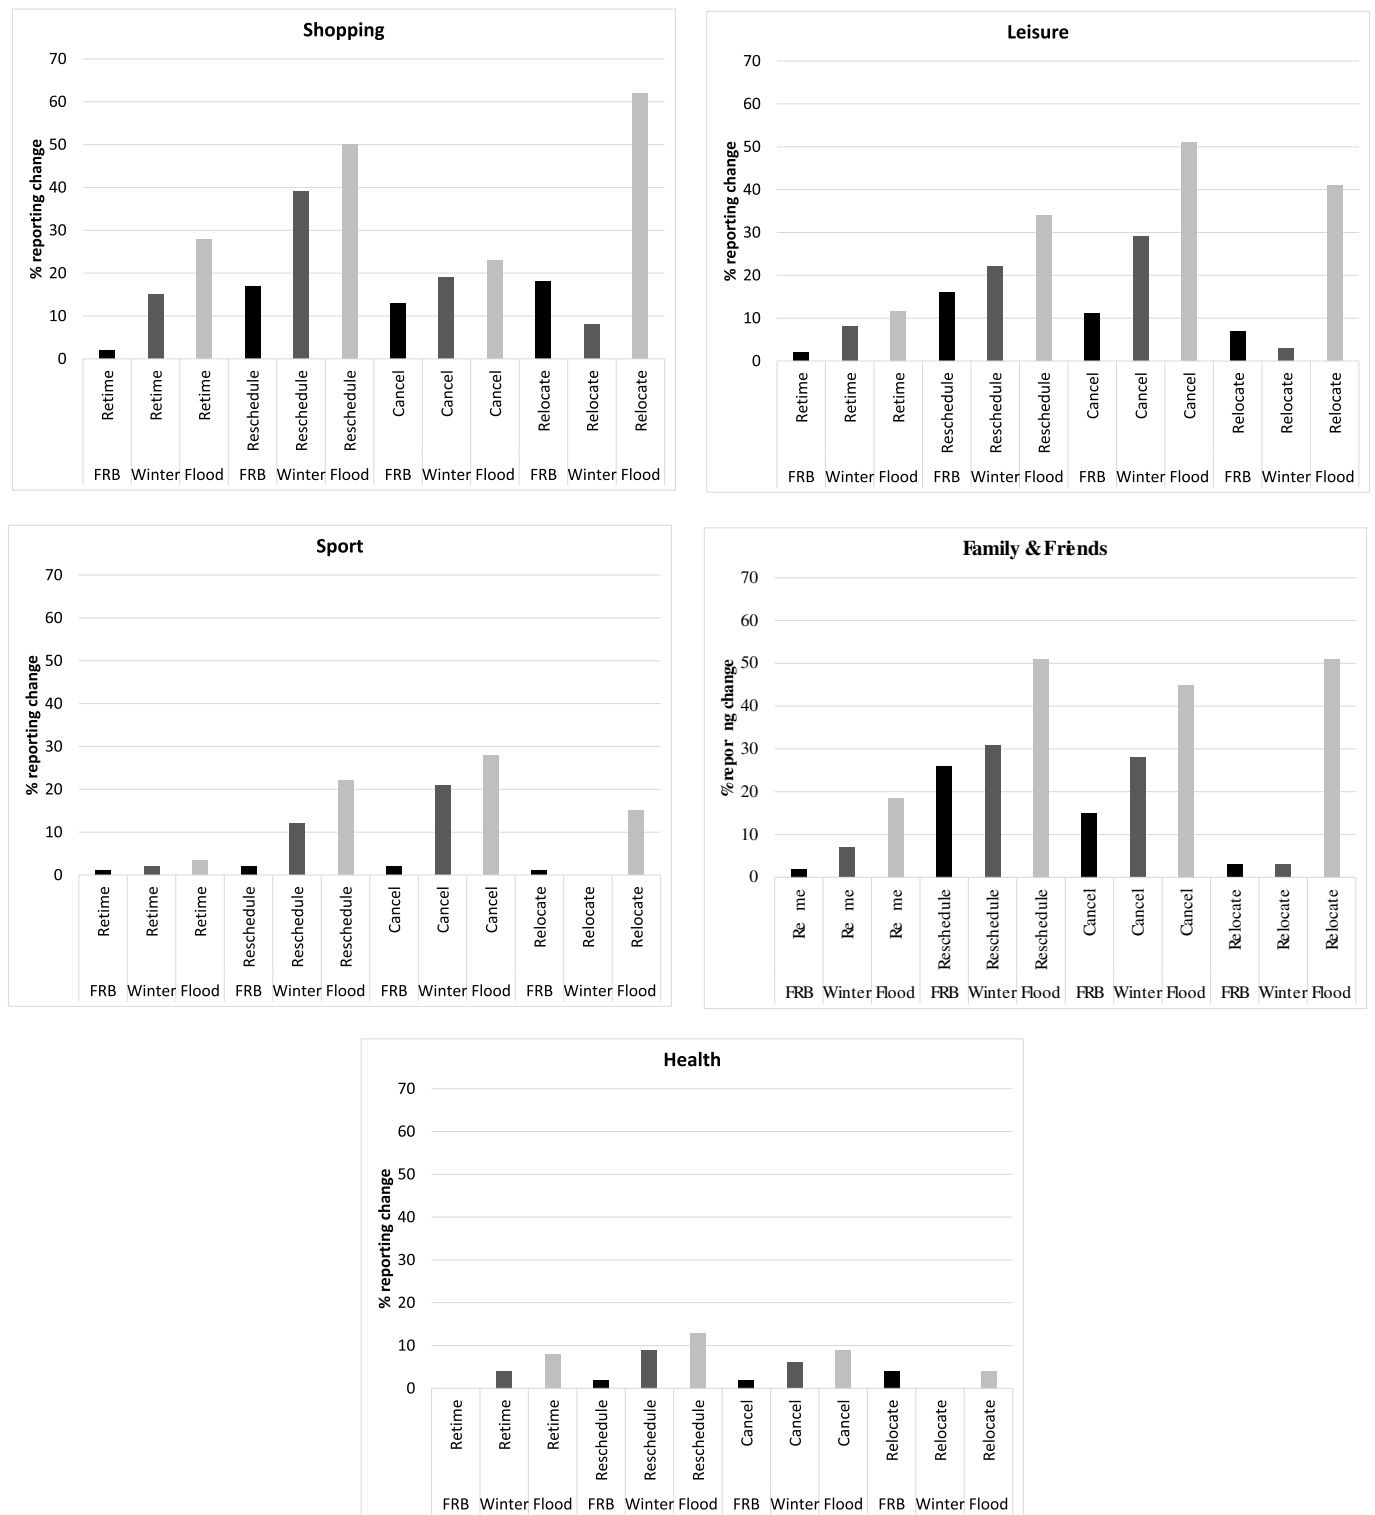 Shopping
% reporting change
70
60
50
40
30
20
10
0
Retime Retime Retime Reschedule Reschedule Reschedule Cancel Cancel Cancel Relocate Relocate Relocate
FRB Winter Flood FRB Winter Flood FRB Winter Flood FRB Winter Flood
Leisure
% reporting change
70
60
50
40
30
20
10
0
Retime Retime Retime Reschedule Reschedule Reschedule Cancel Cancel Cancel Relocate Relocate Relocate
FRB Winter Flood FRB Winter Flood FRB Winter Flood FRB Winter Flood
Sport
% reporting change
70
60
50
40
30
20
10
0
Retime Retime Retime Reschedule Reschedule Reschedule Cancel Cancel Cancel Relocate Relocate Relocate
FRB Winter Flood FRB Winter Flood FRB Winter Flood FRB Winter Flood
Family & Friends
% repor ng change
70
60
50
40
30
20
10
0
Re me Re me Re me Reschedule Reschedule Reschedule Cancel Cancel Cancel Relocate Relocate Relocate
FRB Winter Flood FRB Winter Flood FRB Winter Flood FRB Winter Flood
Health
% reporting change
70
60
50
40
30
20
10
0
Retime Retime Retime Reschedule Reschedule Reschedule Cancel Cancel Cancel Relocate Relocate Relocate
FRB Winter Flood FRB Winter Flood FRB Winter Flood FRB Winter Flood